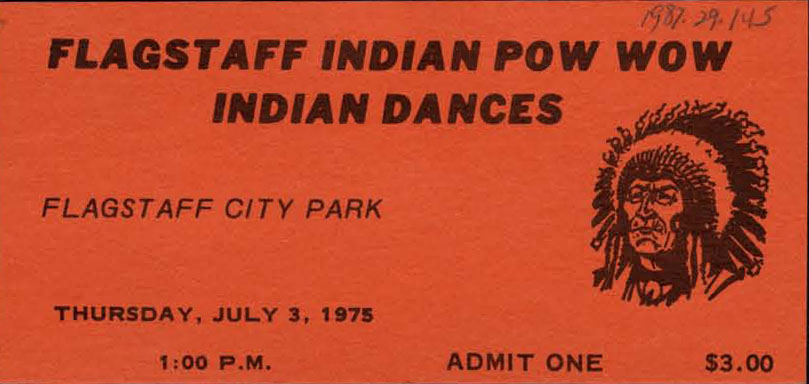 1987.29.145
FLAGSTAFF INDIAN POW WOW
INDIAN DANCES
FLAGSTAFF CITY PARK
THURSDAY, JULY 3, 1975
1:00 P.M. ADMIT ONE $3.00